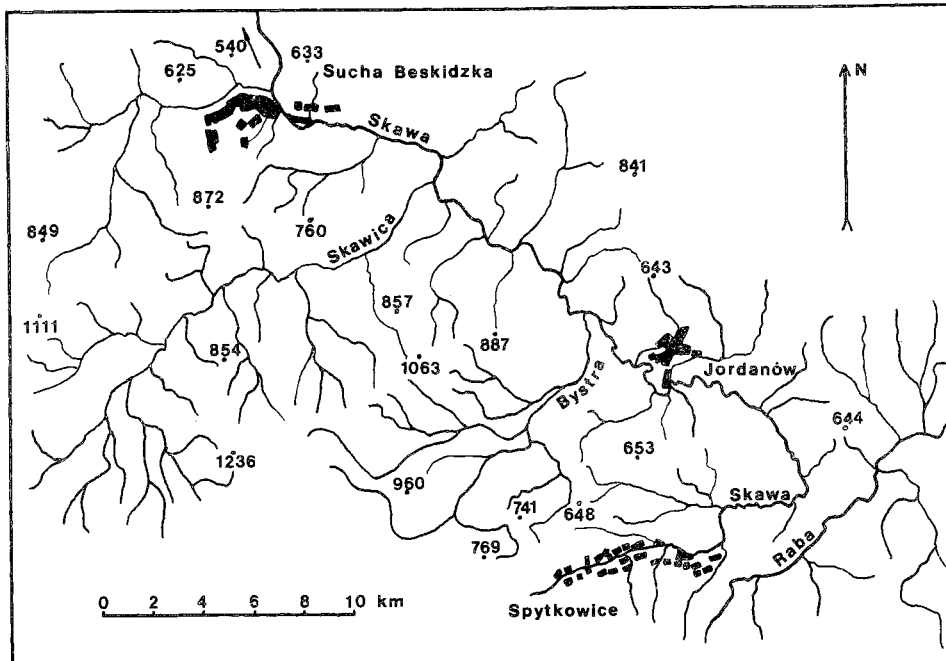 540
633
625
Sucha Beskidzka
N
Skawa
841
872
760
Skawica
849
643
857
1111
854
887
1063
Bystra
Jordanów
644
653
1236
960
741
648
Skawa
769
Raba
0 2 4 6 8 10 km
Spytkowice